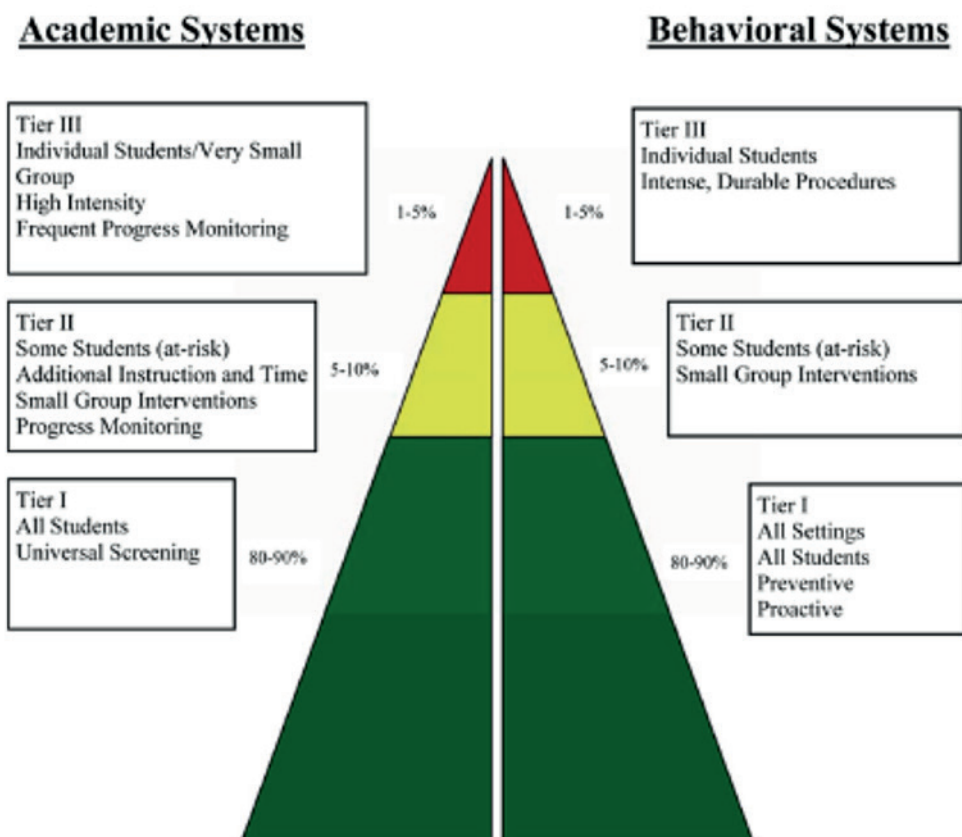 Academic Systems
Behavioral Systems
Tier III
Individual Students/Very Small
Group
High Intensity
Frequent Progress Monitoring
1-5%
1-5%
Tier III
Individual Students
Intense, Durable Procedures
Tier II
Some Students (at-risk)
Additional Instruction and Time
Small Group Interventions
Progress Monitoring
5-10%
5-10%
Tier II
Some Students (at-risk)
Small Group Interventions
Tier I
All Students
Universal Screening
80-90%
80-90%
Tier I
All Settings
All Students
Preventive
Proactive